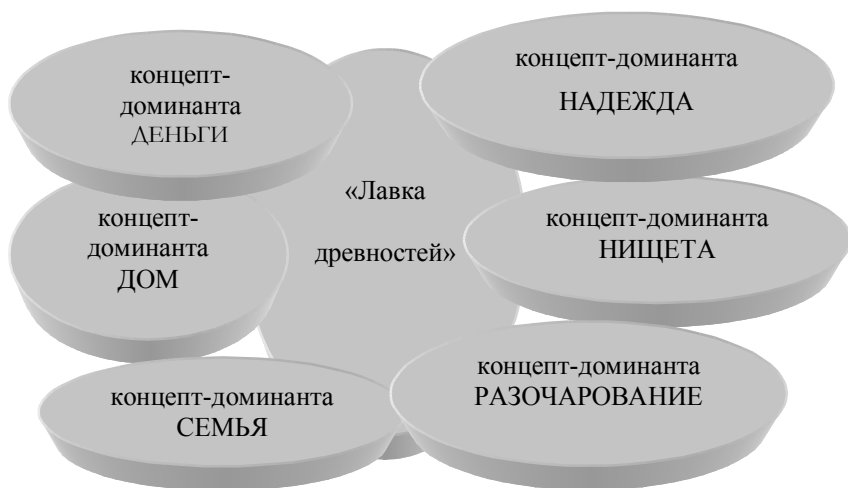 концепт-
доминанта
ДЕНЬГИ
концепт-доминанта
НАДЕЖДА
«Лавка
древностей»
концепт-
доминанта
ДОМ
концепт-доминанта
НИЩЕТА
концепт-доминанта
СЕМЬЯ
концепт-доминанта
РАЗОЧАРОВАНИЕ